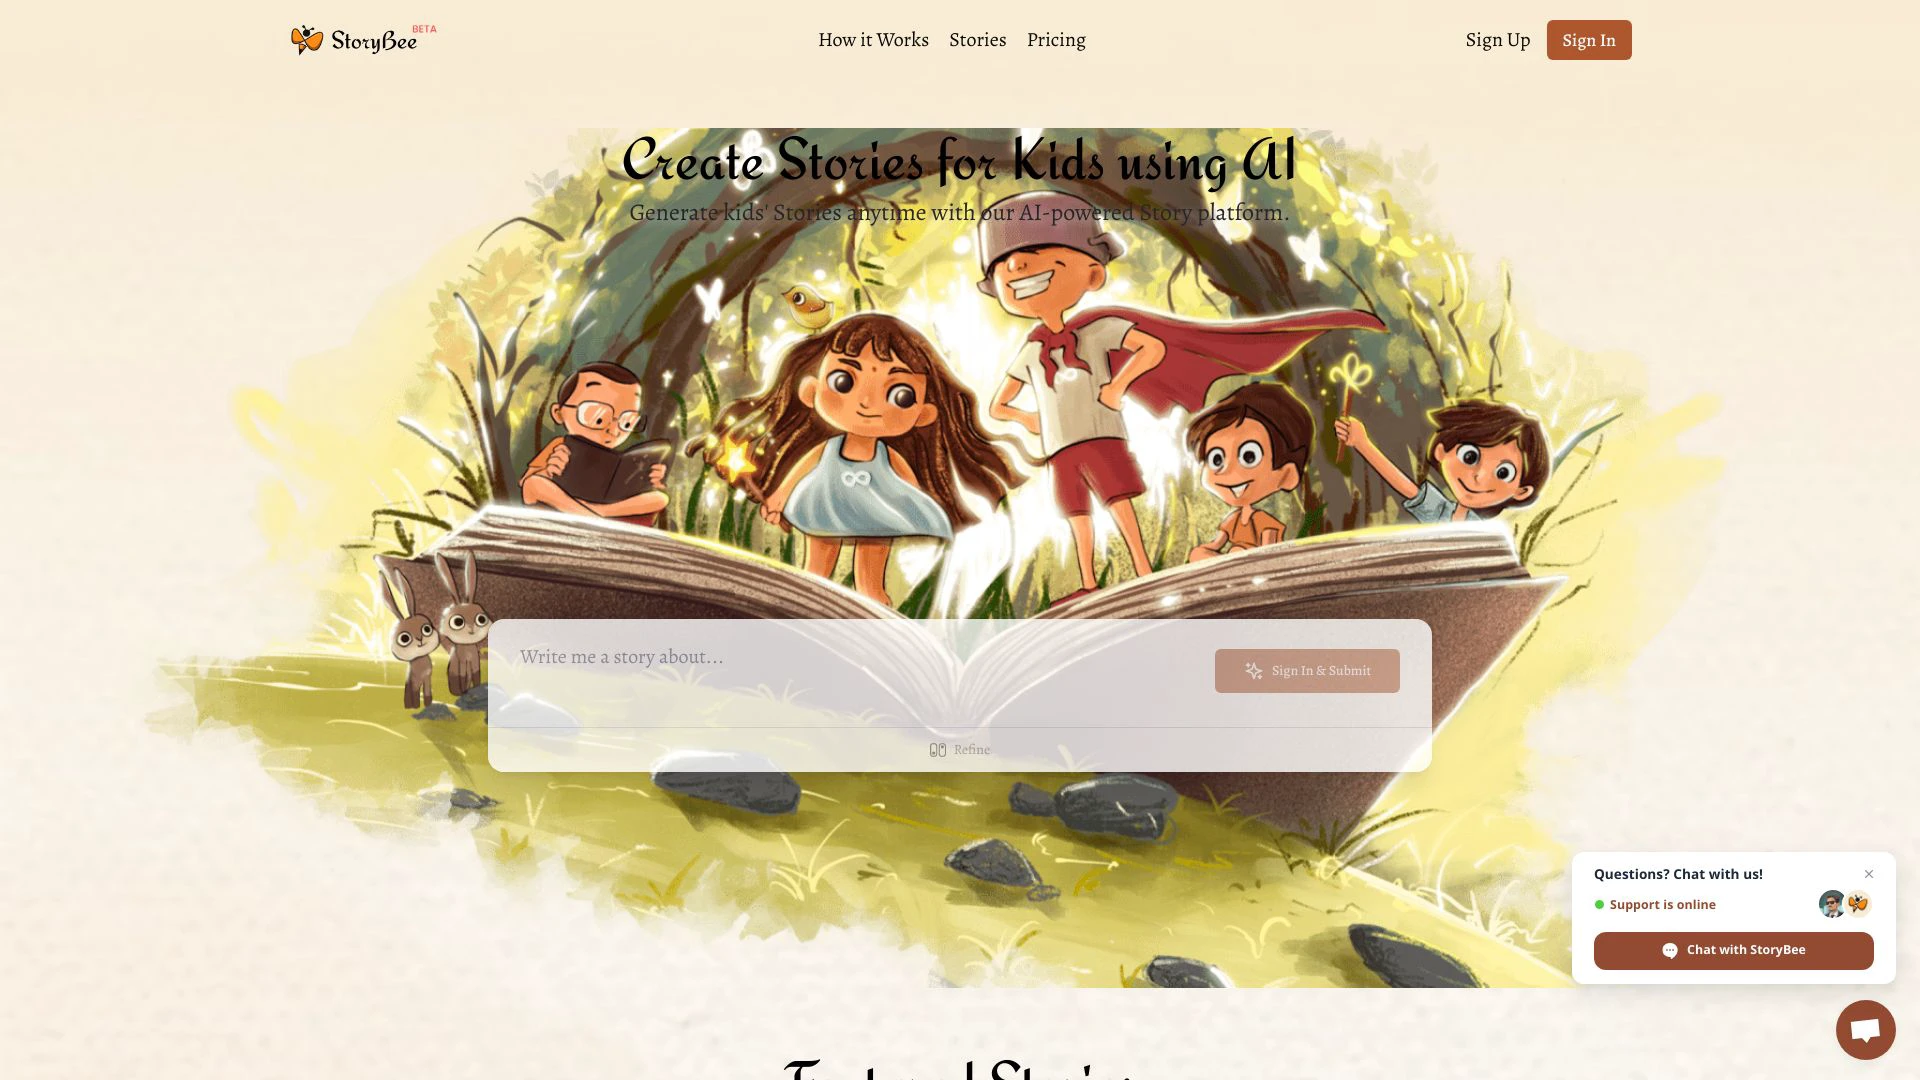 StoryBee BETA
How it Works Stories Pricing
Sign Up Sign In
Create Stories for Kids using AI
Generate kids' Stories anytime with our AI-powered Story platform.
Write me a story about...
Sign In & Submit
Refine
Questions? Chat with us!
Support is online
Chat with StoryBee